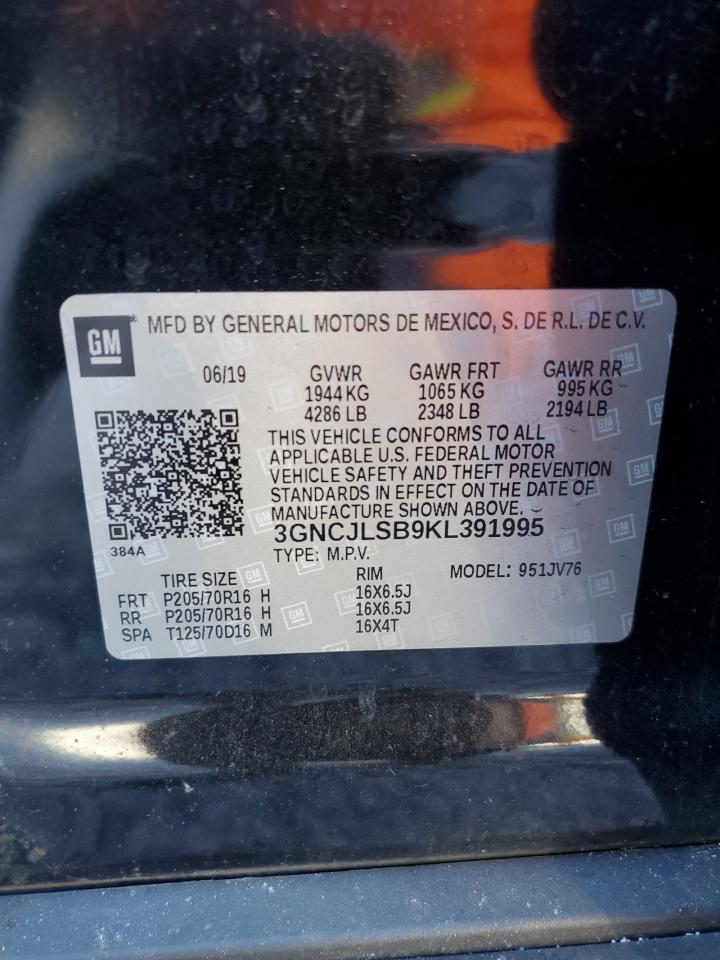 GM ® MFD BY GENERAL MOTORS DE MEXICO, S. DE R.L. DE C.V.
06/19 GVWR GAWR FRT GAWR RR
1944 KG 1065 KG 995 KG
4286 LB 2348 LB 2194 LB
THIS VEHICLE CONFORMS TO ALL
APPLICABLE U.S. FEDERAL MOTOR
VEHICLE SAFETY AND THEFT PREVENTION
STANDARDS IN EFFECT ON THE DATE OF
MANUFACTURE SHOWN ABOVE.
3GNCJLSB9KL391995
384A
TYPE: M.P.V.
TIRE SIZE RIM MODEL: 951JV76
FRT P205/70R16 H 16X6.5J
RR P205/70R16 H 16X6.5J
SPA T125/70D16 M 16X4T